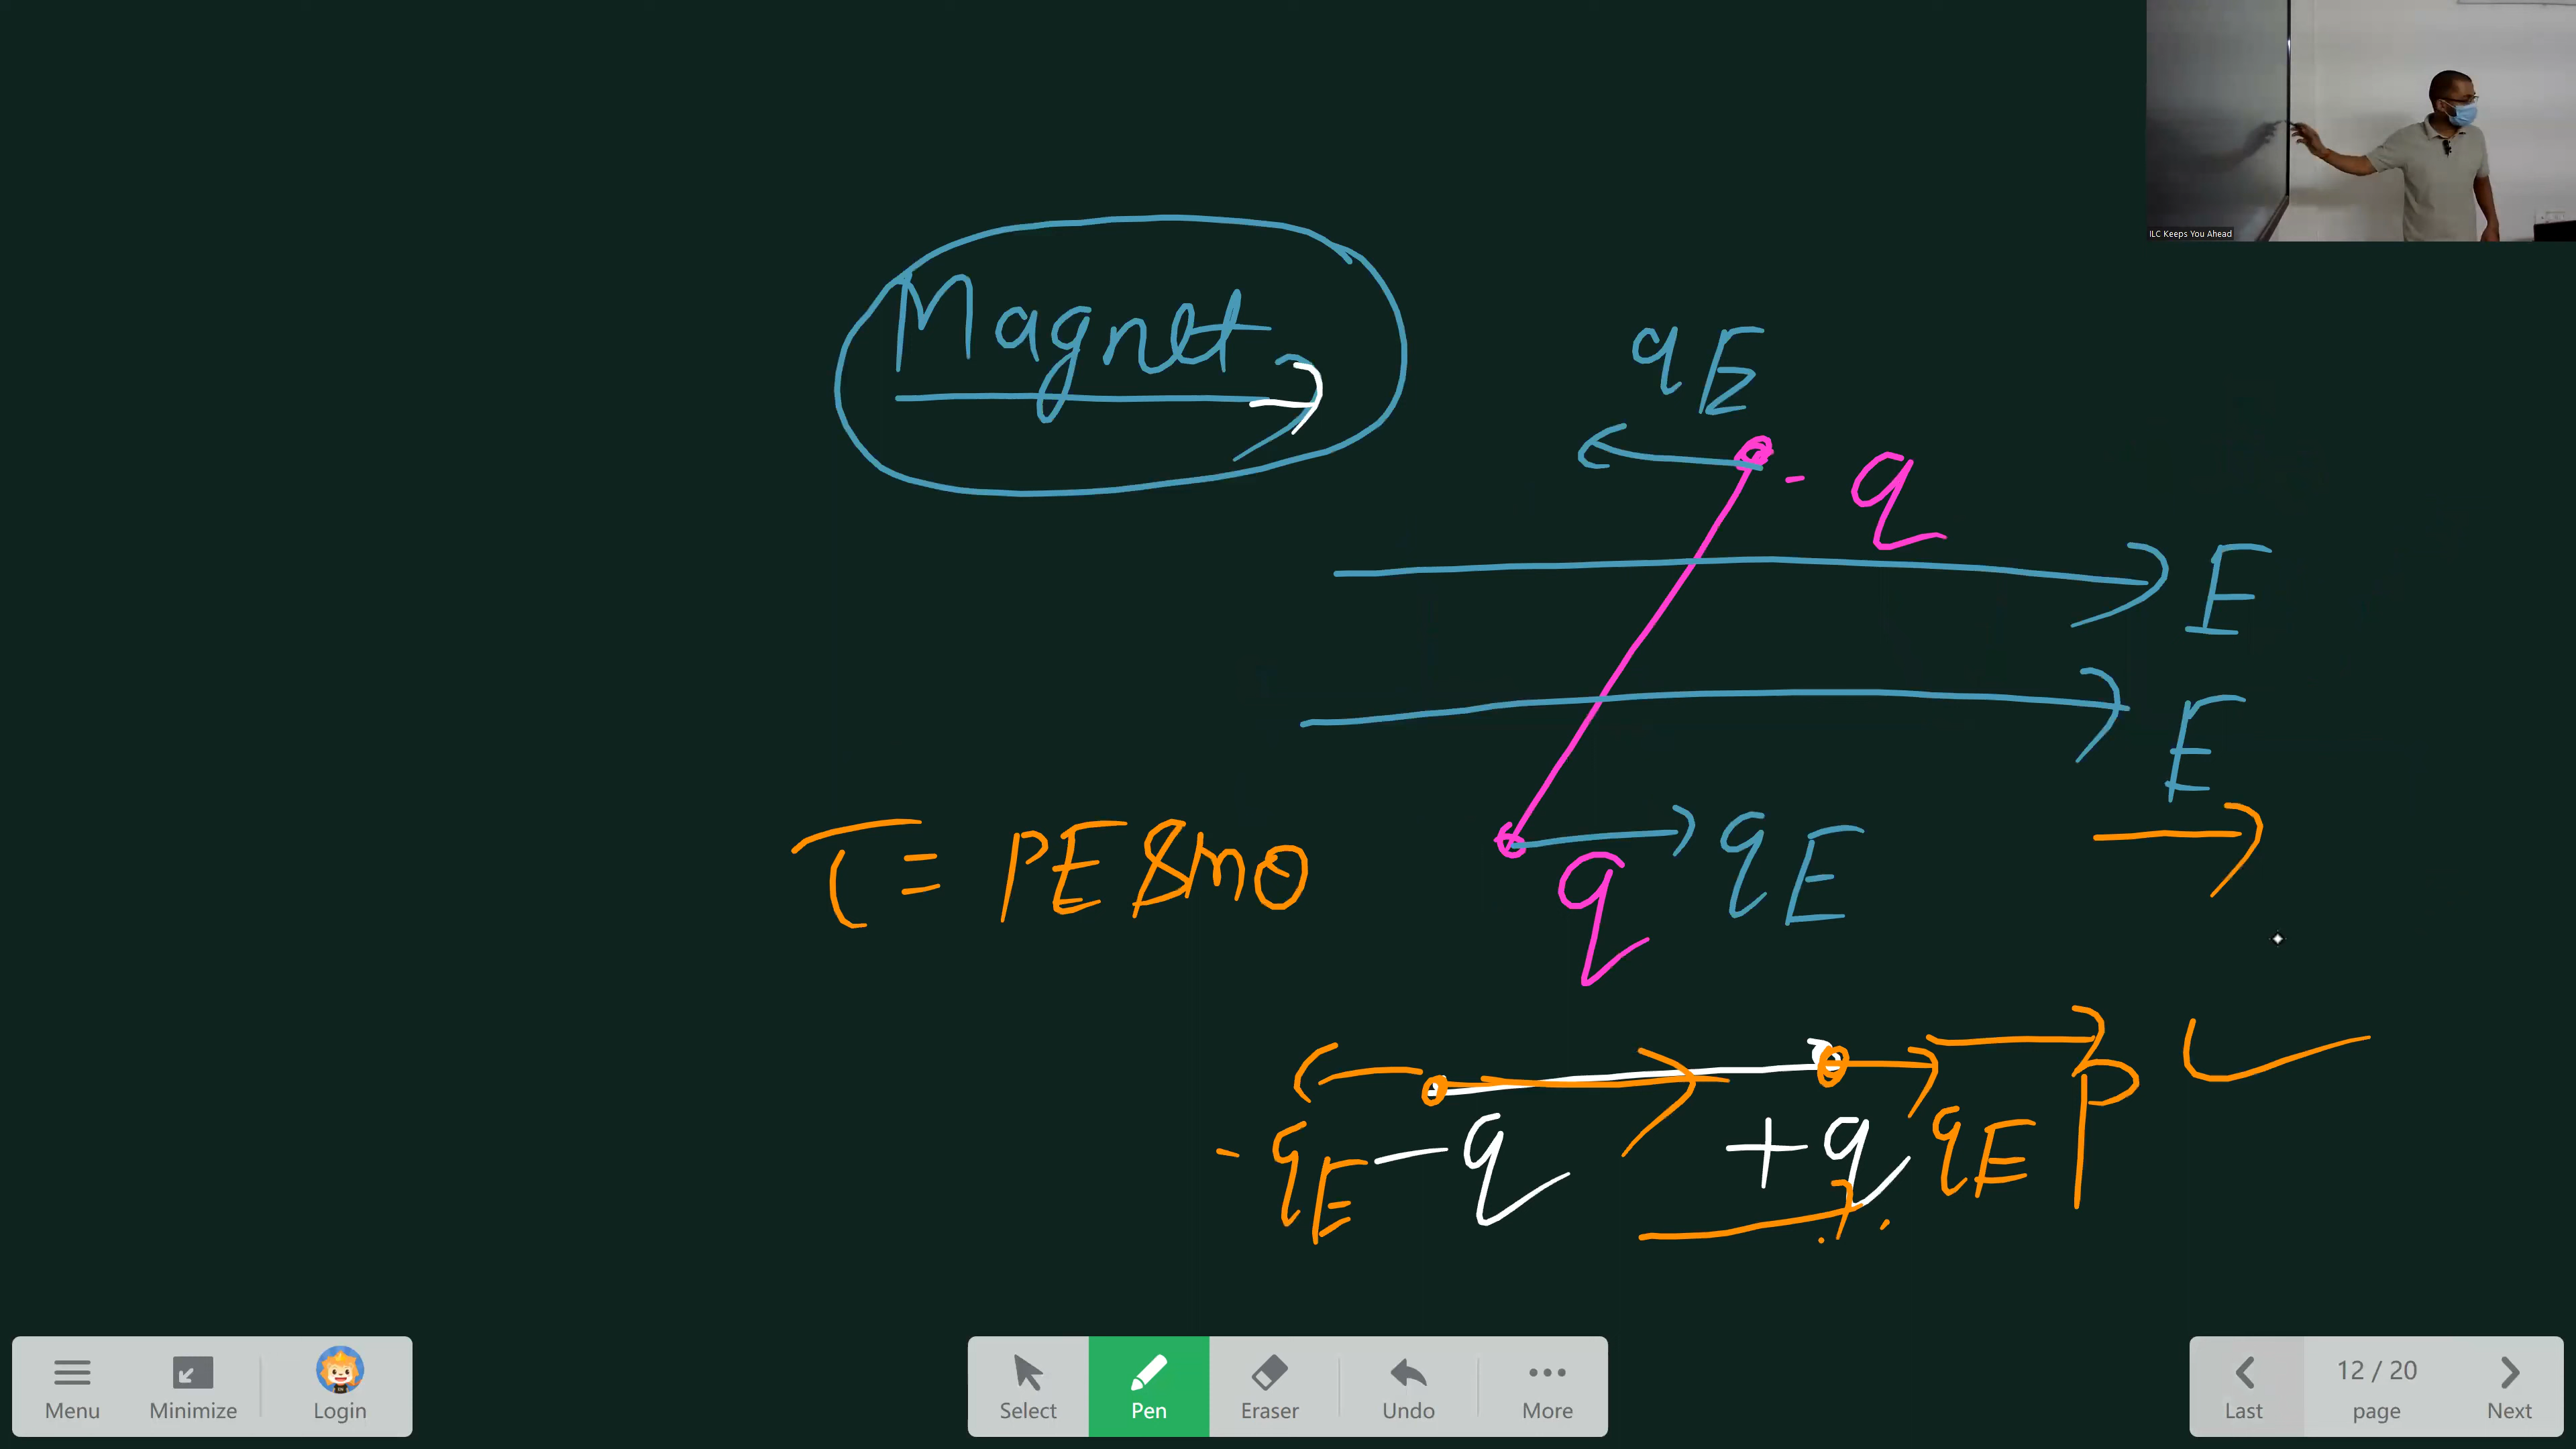 ILC Keeps You Ahead
Magnet
qE
- q
E
E
τ = PE Sinθ
q
qE
P
- qE
- q
+ q
qE
Menu
Minimize
Login
Select
Pen
Eraser
Undo
More
Last
12 / 20
page
Next